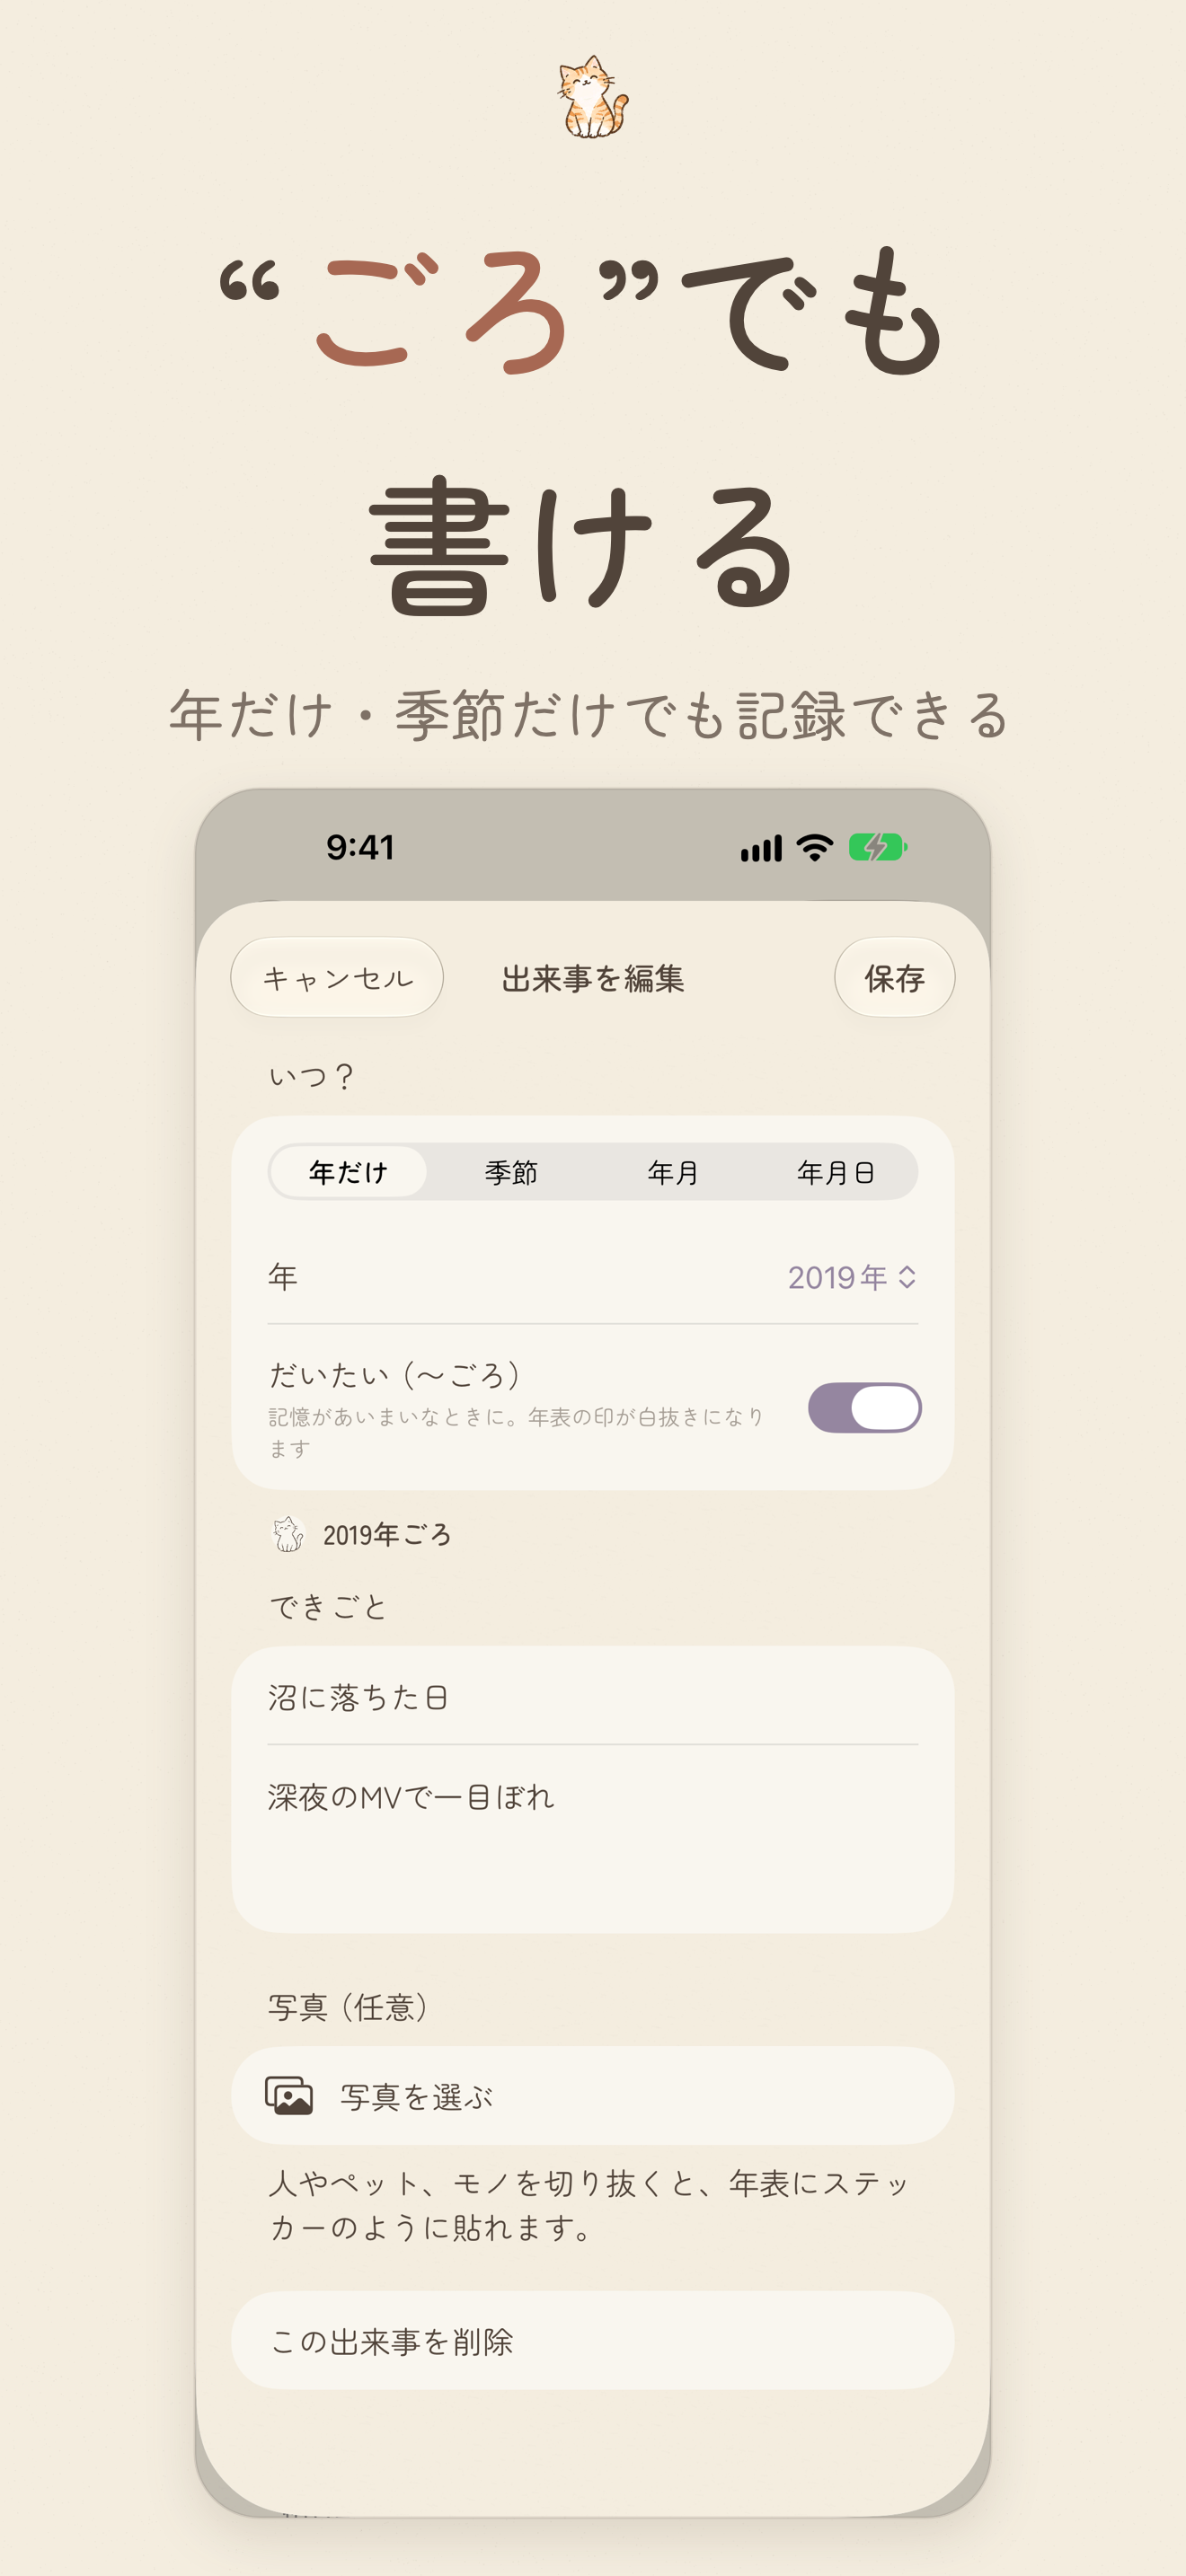 “ごろ”でも
書ける
年だけ・季節だけでも記録できる
9:41
キャンセル 出来事を編集 保存
いつ？
年だけ 季節 年月 年月日
年 2019年
だいたい（〜ごろ）
記憶があいまいなときに。年表の印が白抜きになり
ます
2019年ごろ
できごと
沼に落ちた日
深夜のMVで一目ぼれ
写真（任意）
写真を選ぶ
人やペット、モノを切り抜くと、年表にステッ
カーのように貼れます。
この出来事を削除